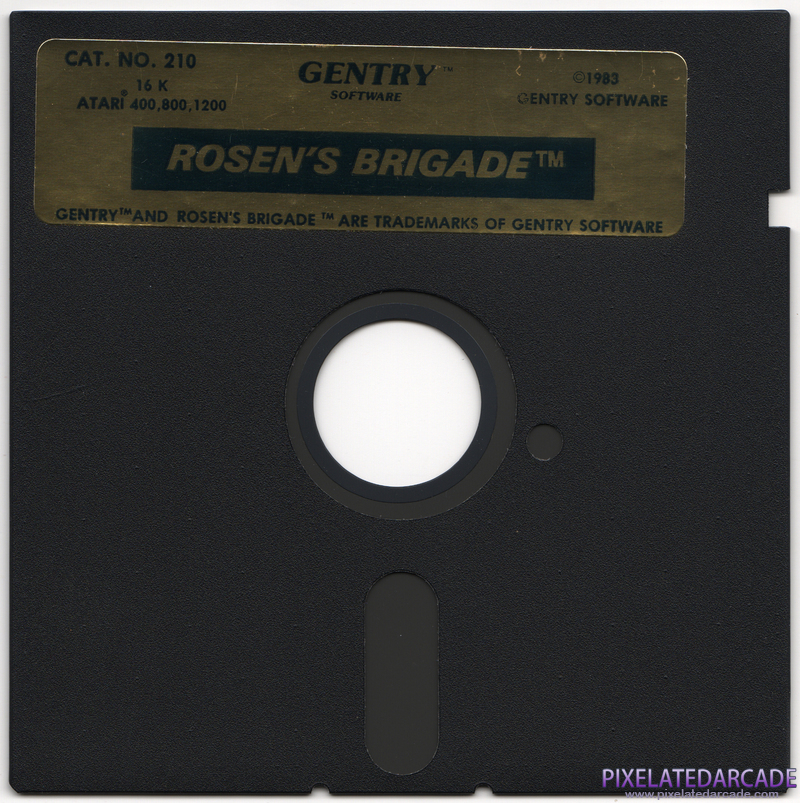 CAT. NO. 210
16 K
ATARI® 400,800,1200
GENTRY™
SOFTWARE
©1983
GENTRY SOFTWARE
ROSEN'S BRIGADE™
GENTRY™AND ROSEN'S BRIGADE ™ ARE TRADEMARKS OF GENTRY SOFTWARE
PIXELATEDARCADE
www.pixelatedarcade.com